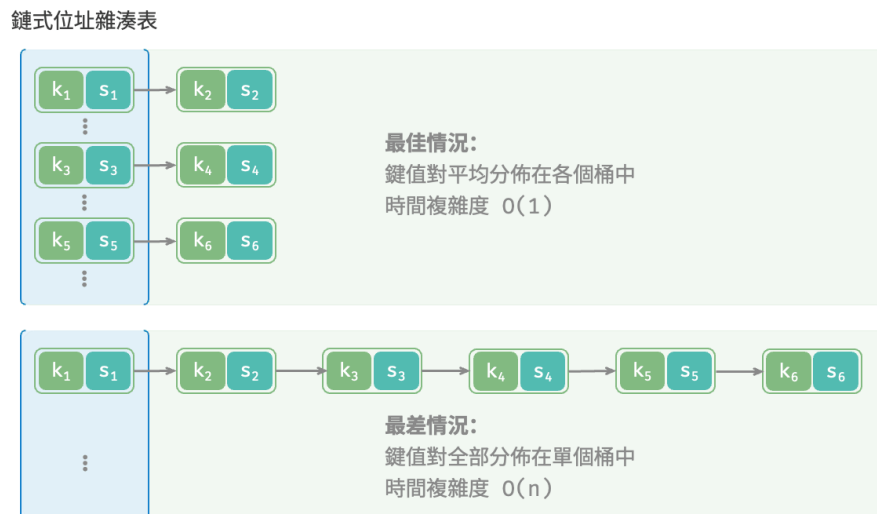 鏈式位址雜湊表
k₁ s₁ k₂ s₂
k₃ s₃ k₄ s₄
最佳情況：
鍵值對平均分佈在各個桶中
時間複雜度 O(1)
k₅ s₅ k₆ s₆
k₁ s₁ k₂ s₂ k₃ s₃ k₄ s₄ k₅ s₅ k₆ s₆
最差情況：
鍵值對全部分佈在單個桶中
時間複雜度 O(n)